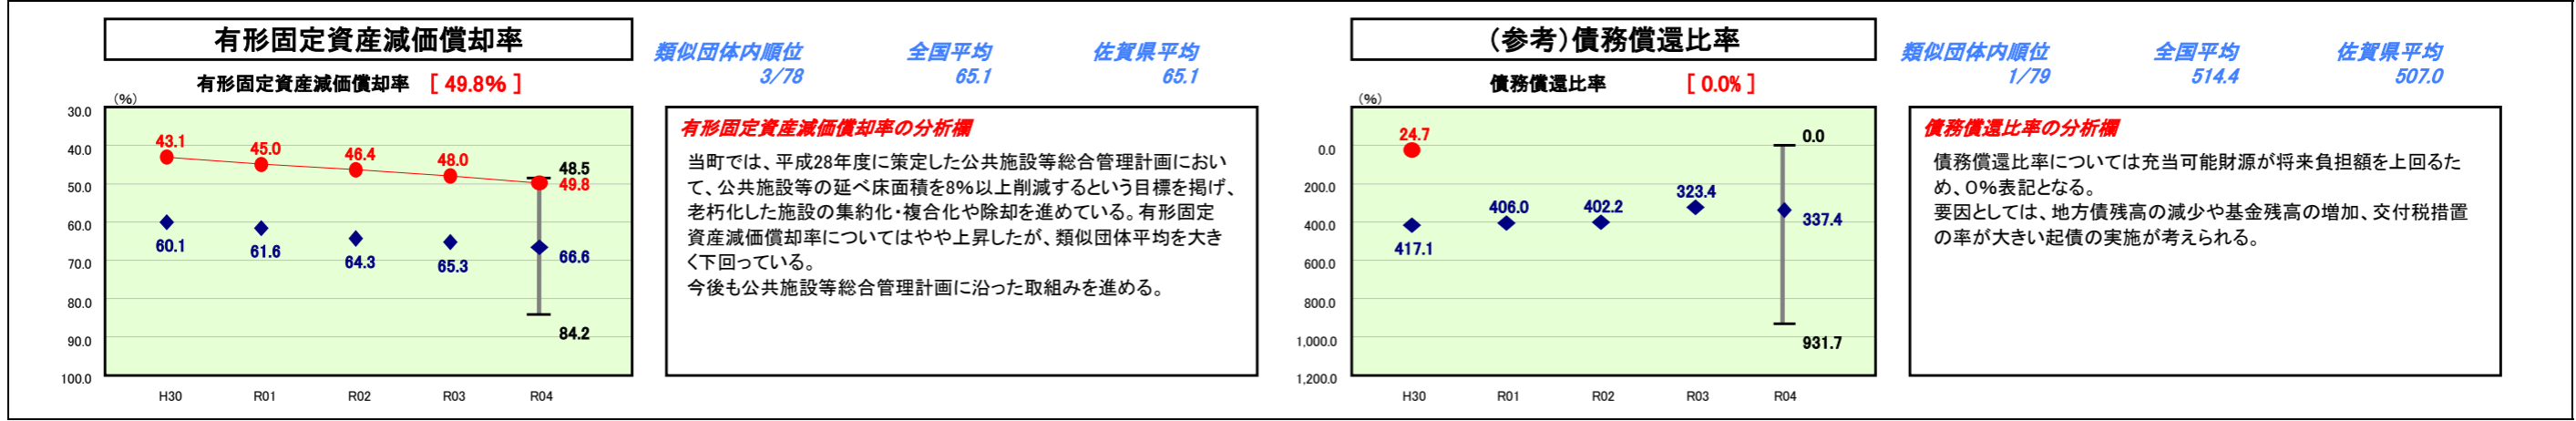 有形固定資産減価償却率
有形固定資産減価償却率 [ 49.8% ]
類似団体内順位
3/78
全国平均
65.1
佐賀県平均
65.1
(%)
30.0
40.0
50.0
60.0
70.0
80.0
90.0
100.0
43.1
45.0
46.4
48.0
48.5
49.8
60.1
61.6
64.3
65.3
66.6
84.2
H30
R01
R02
R03
R04
有形固定資産減価償却率の分析欄
当町では、平成28年度に策定した公共施設等総合管理計画におい
て、公共施設等の延べ床面積を8%以上削減するという目標を掲げ、
老朽化した施設の集約化・複合化や除却を進めている。有形固定
資産減価償却率についてはやや上昇したが、類似団体平均を大き
く下回っている。
今後も公共施設等総合管理計画に沿った取組みを進める。
(参考)債務償還比率
債務償還比率 [ 0.0% ]
類似団体内順位
1/79
全国平均
514.4
佐賀県平均
507.0
(%)
0.0
200.0
400.0
600.0
800.0
1,000.0
1,200.0
24.7
0.0
417.1
406.0
402.2
323.4
337.4
931.7
H30
R01
R02
R03
R04
債務償還比率の分析欄
債務償還比率については充当可能財源が将来負担額を上回るた
め、0%表記となる。
要因としては、地方債残高の減少や基金残高の増加、交付税措置
の率が大きい起債の実施が考えられる。